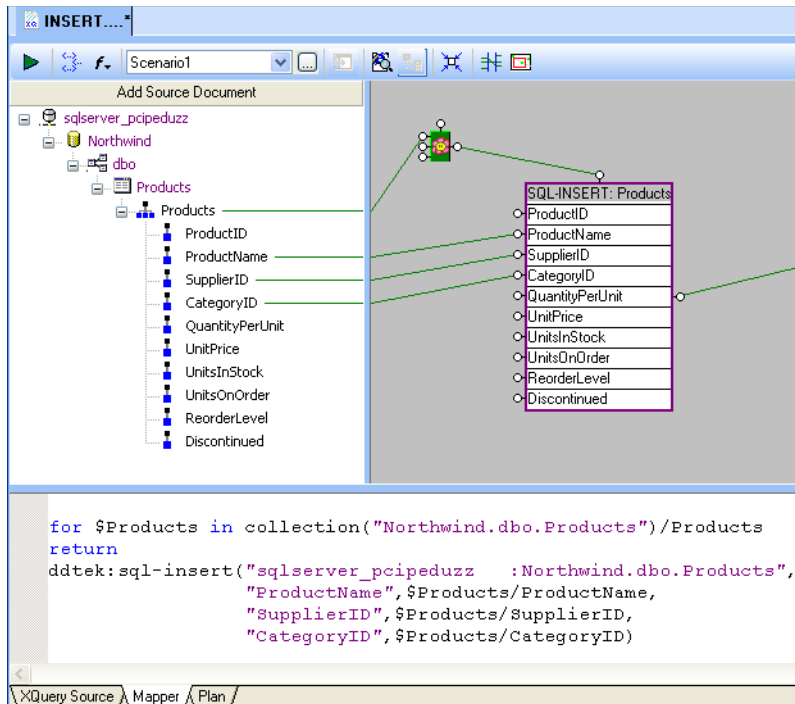 INSERT....*
f Scenario1 ...
Add Source Document
sqlserver_pcipeduzz
Northwind
dbo
Products
Products
ProductID
ProductName
SupplierID
CategoryID
QuantityPerUnit
UnitPrice
UnitsInStock
UnitsOnOrder
ReorderLevel
Discontinued
SQL-INSERT: Products
ProductID
ProductName
SupplierID
CategoryID
QuantityPerUnit
UnitPrice
UnitsInStock
UnitsOnOrder
ReorderLevel
Discontinued
for $Products in collection("Northwind.dbo.Products")/Products
return
ddtek:sql-insert("sqlserver_pcipeduzz   :Northwind.dbo.Products",
"ProductName",$Products/ProductName,
"SupplierID",$Products/SupplierID,
"CategoryID",$Products/CategoryID)
XQuery Source Mapper Plan